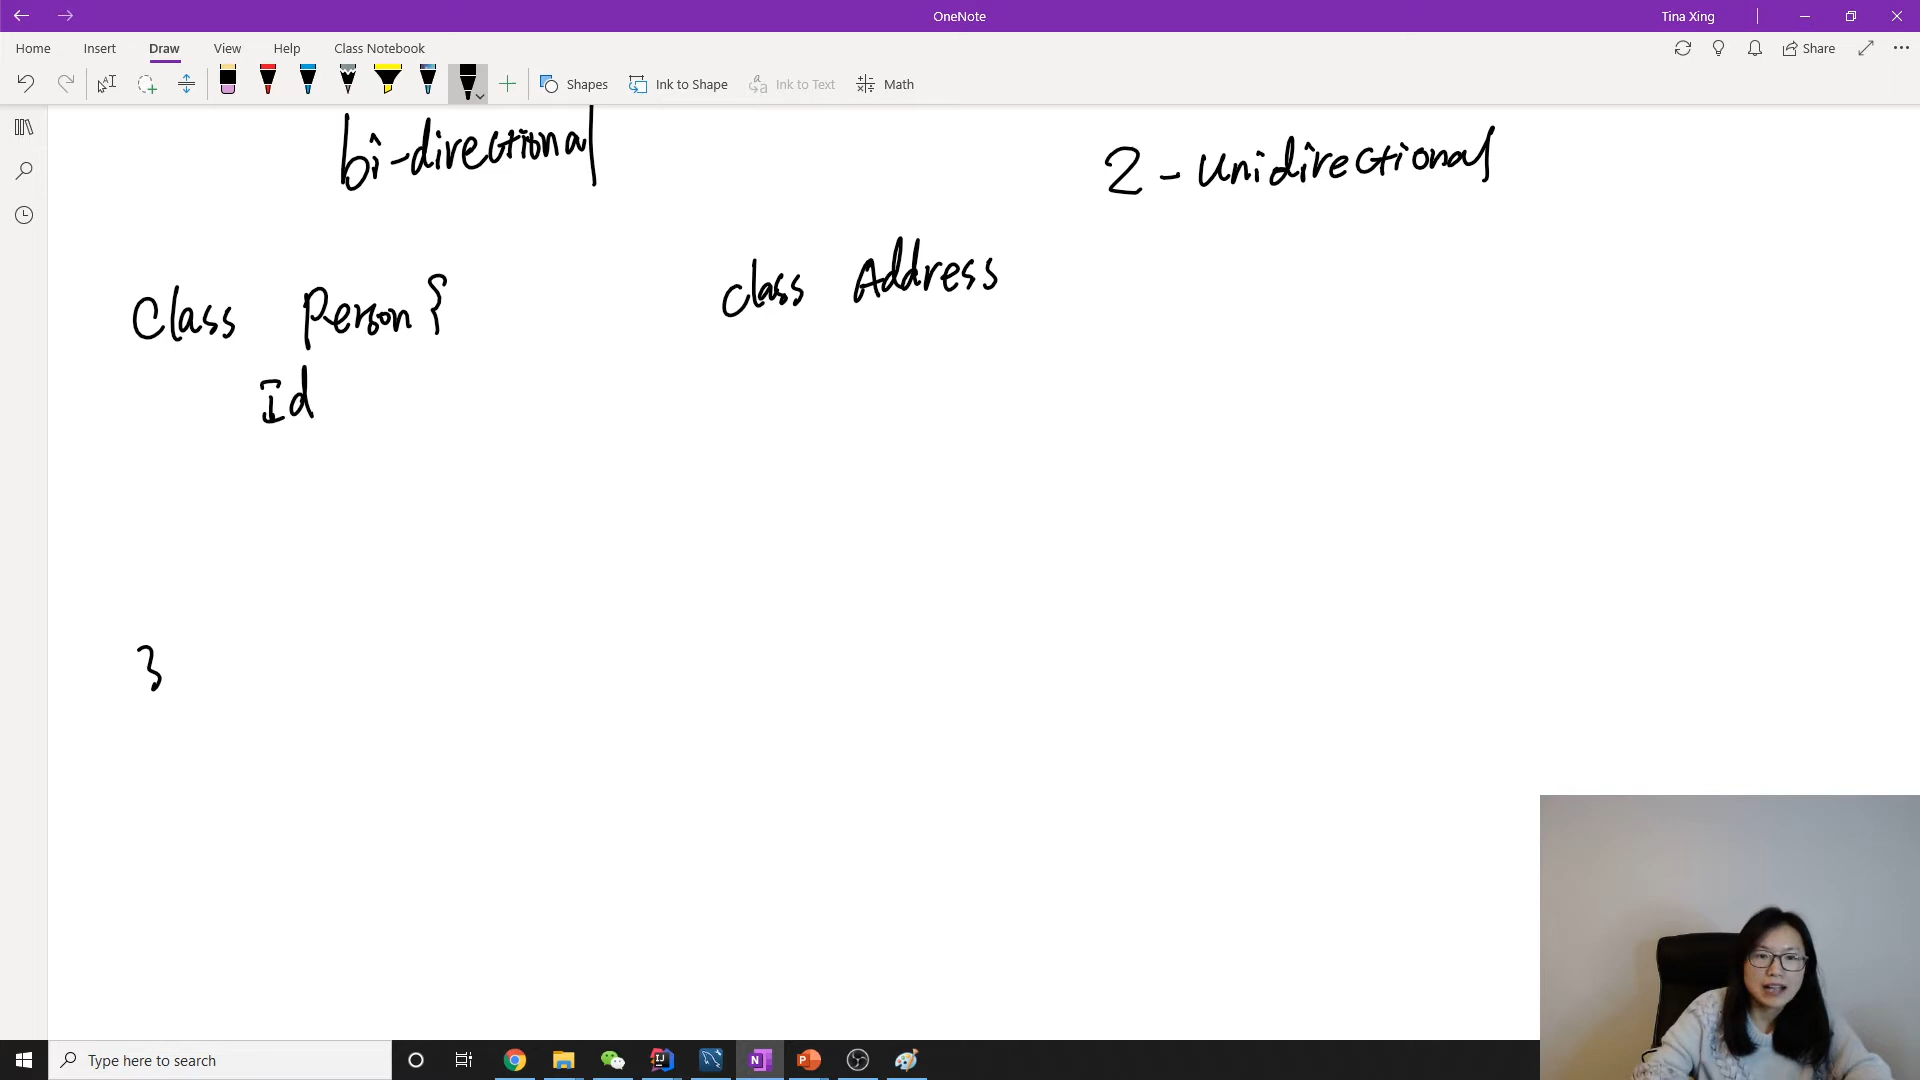 OneNote
Tina Xing
Home Insert Draw View Help Class Notebook
Share
Shapes Ink to Shape Ink to Text Math
bi-directional
2-unidirectional
Class Person{
class Address
Id
}
Type here to search